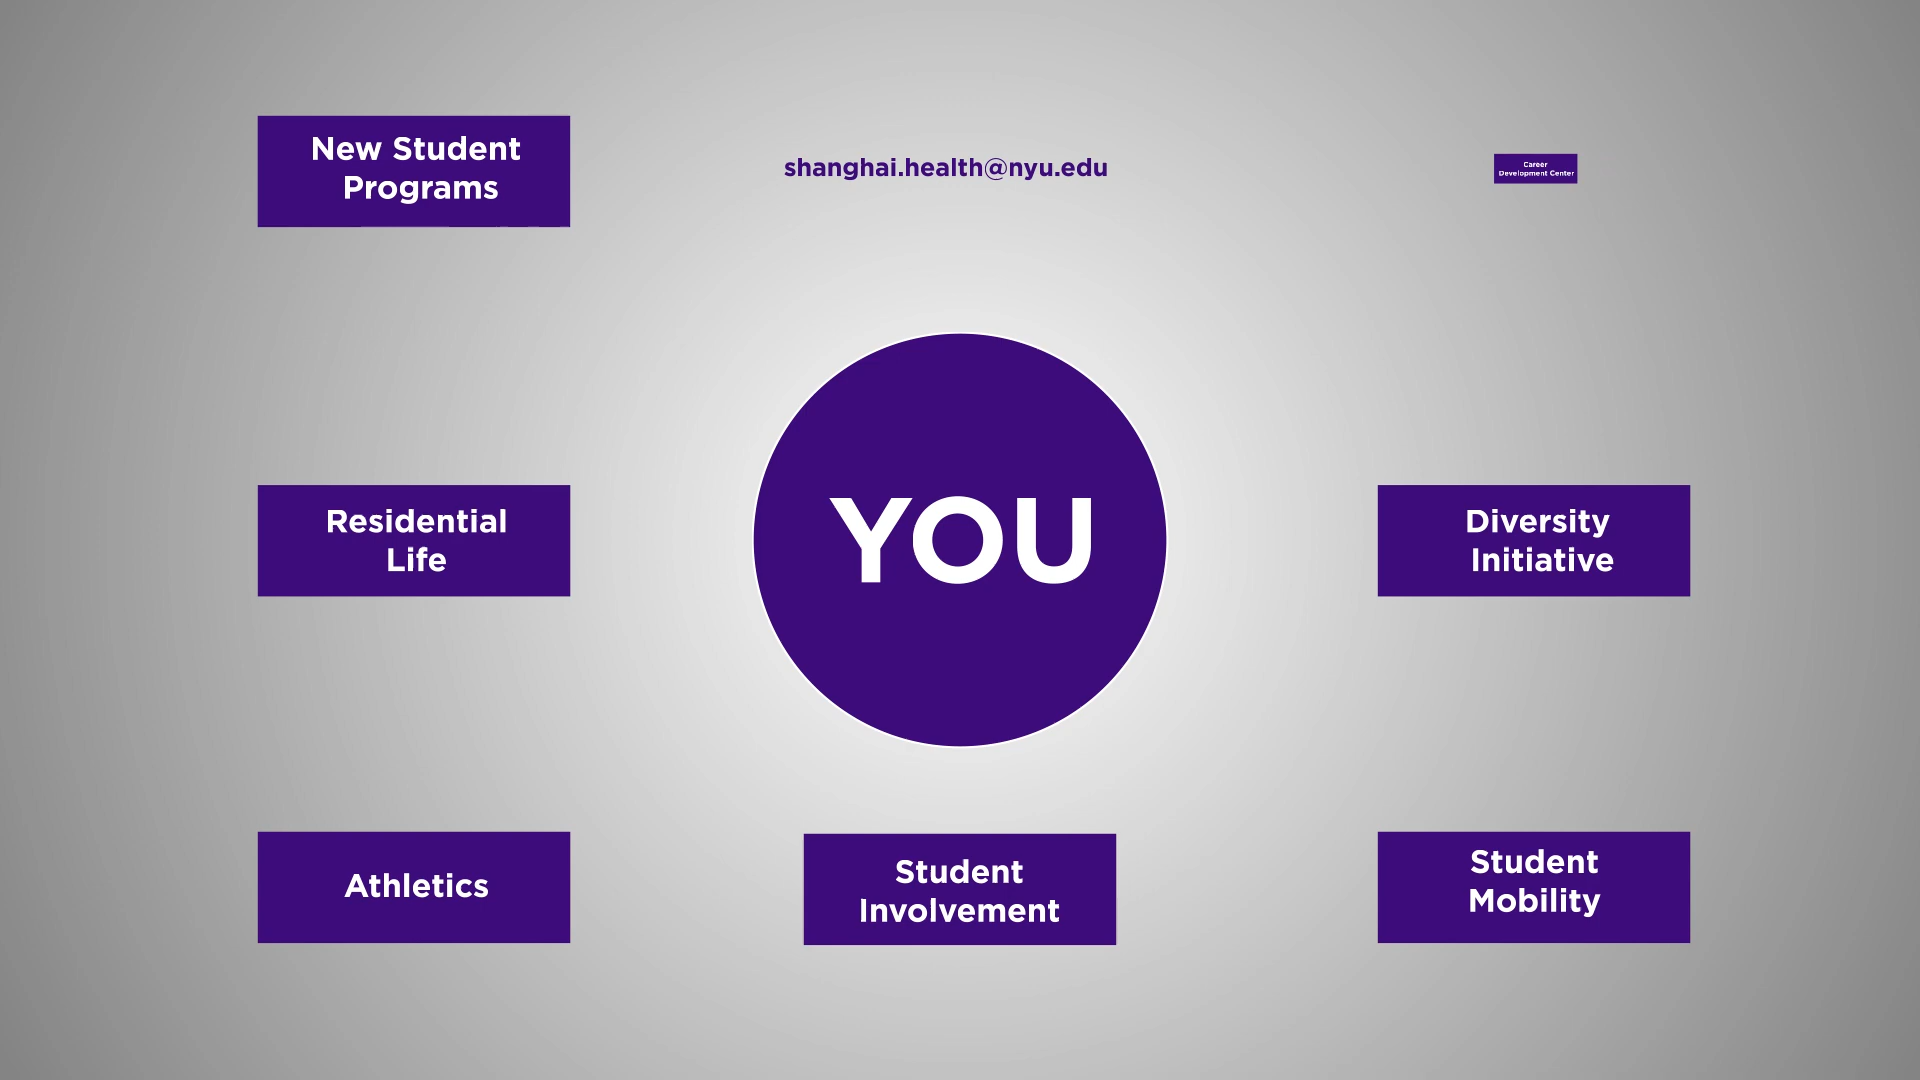 New Student
Programs
shanghai.health@nyu.edu
Career
Development Center
Residential
Life
YOU
Diversity
Initiative
Athletics
Student
Involvement
Student
Mobility